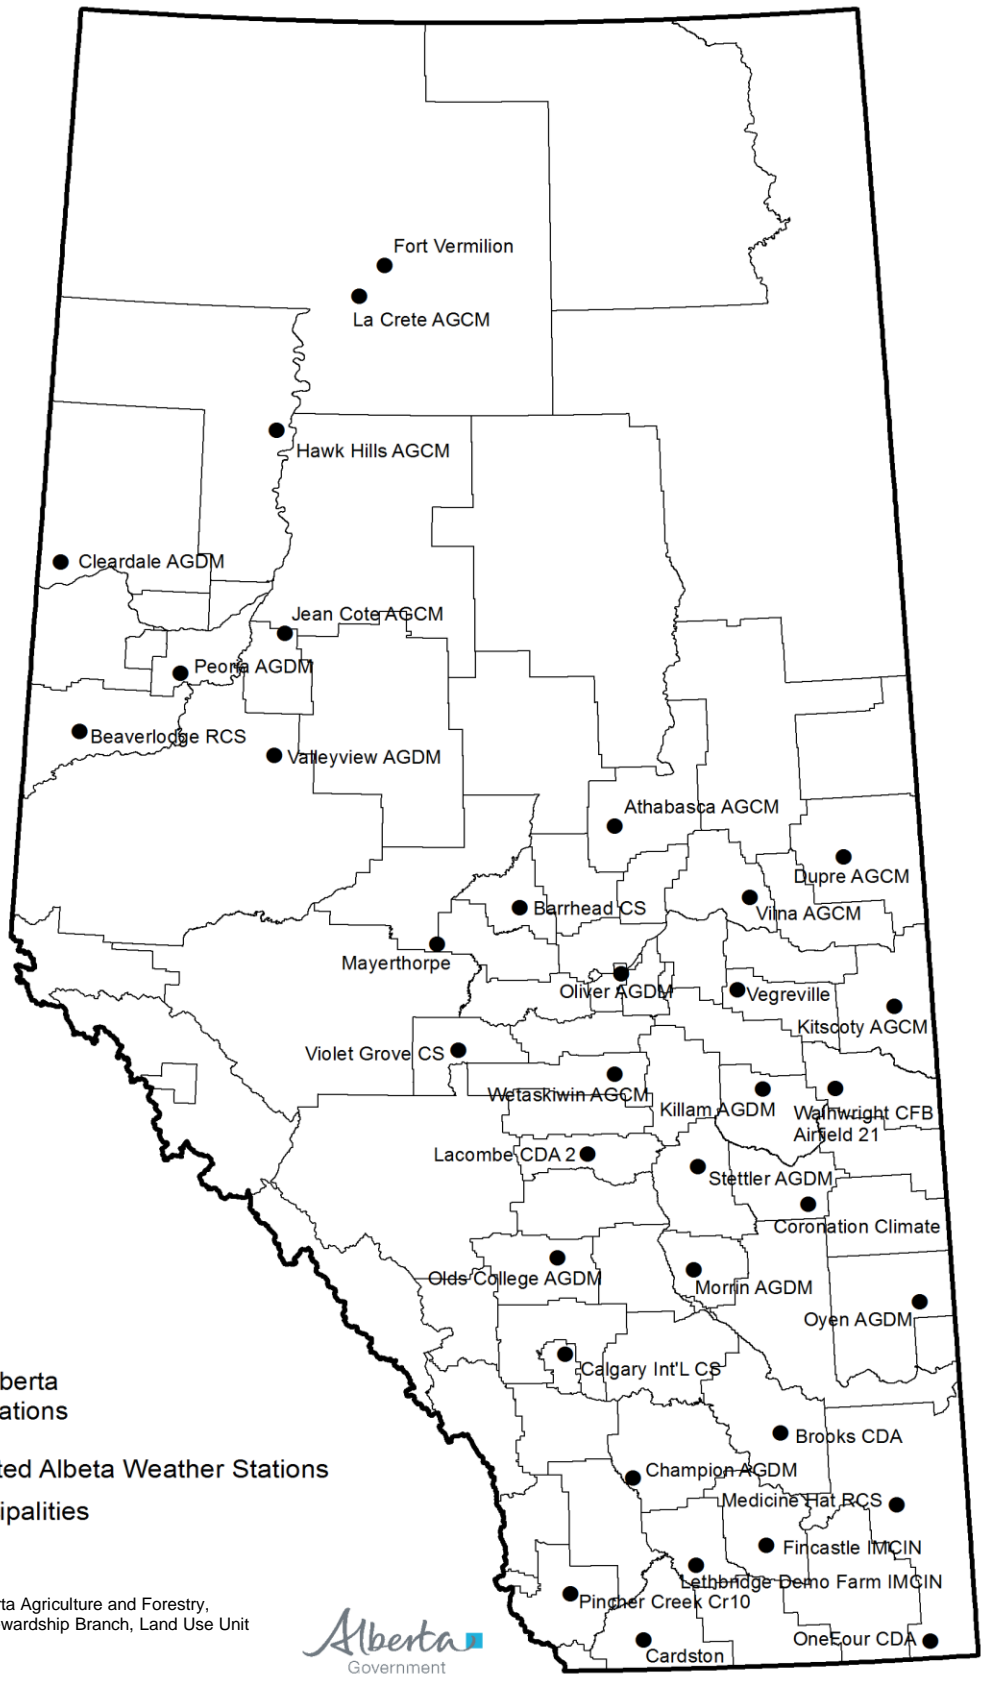 Fort Vermilion
La Crete AGCM
Hawk Hills AGCM
Cleardale AGDM
Jean Cote AGCM
Peoria AGDM
Beaverlodge RCS
Valleyview AGDM
Athabasca AGCM
Dupre AGCM
Barrhead CS
Vilna AGCM
Mayerthorpe
Oliver AGDM
Vegreville
Kitscoty AGCM
Violet Grove CS
Wetaskiwin AGCM
Killam AGDM
Wainwright CFB
Airfield 21
Lacombe CDA 2
Stettler AGDM
Coronation Climate
Olds College AGDM
Morrin AGDM
Oyen AGDM
Calgary Int'L CS
berta
ations
Brooks CDA
ted Albeta Weather Stations
Champion AGDM
Medicine Hat RCS
ipalities
Fincastle IMCIN
Lethbridge Demo Farm IMCIN
Pincher Creek Cr10
rta Agriculture and Forestry,
ewardship Branch, Land Use Unit
OneFour CDA
Cardston
Alberta
Government